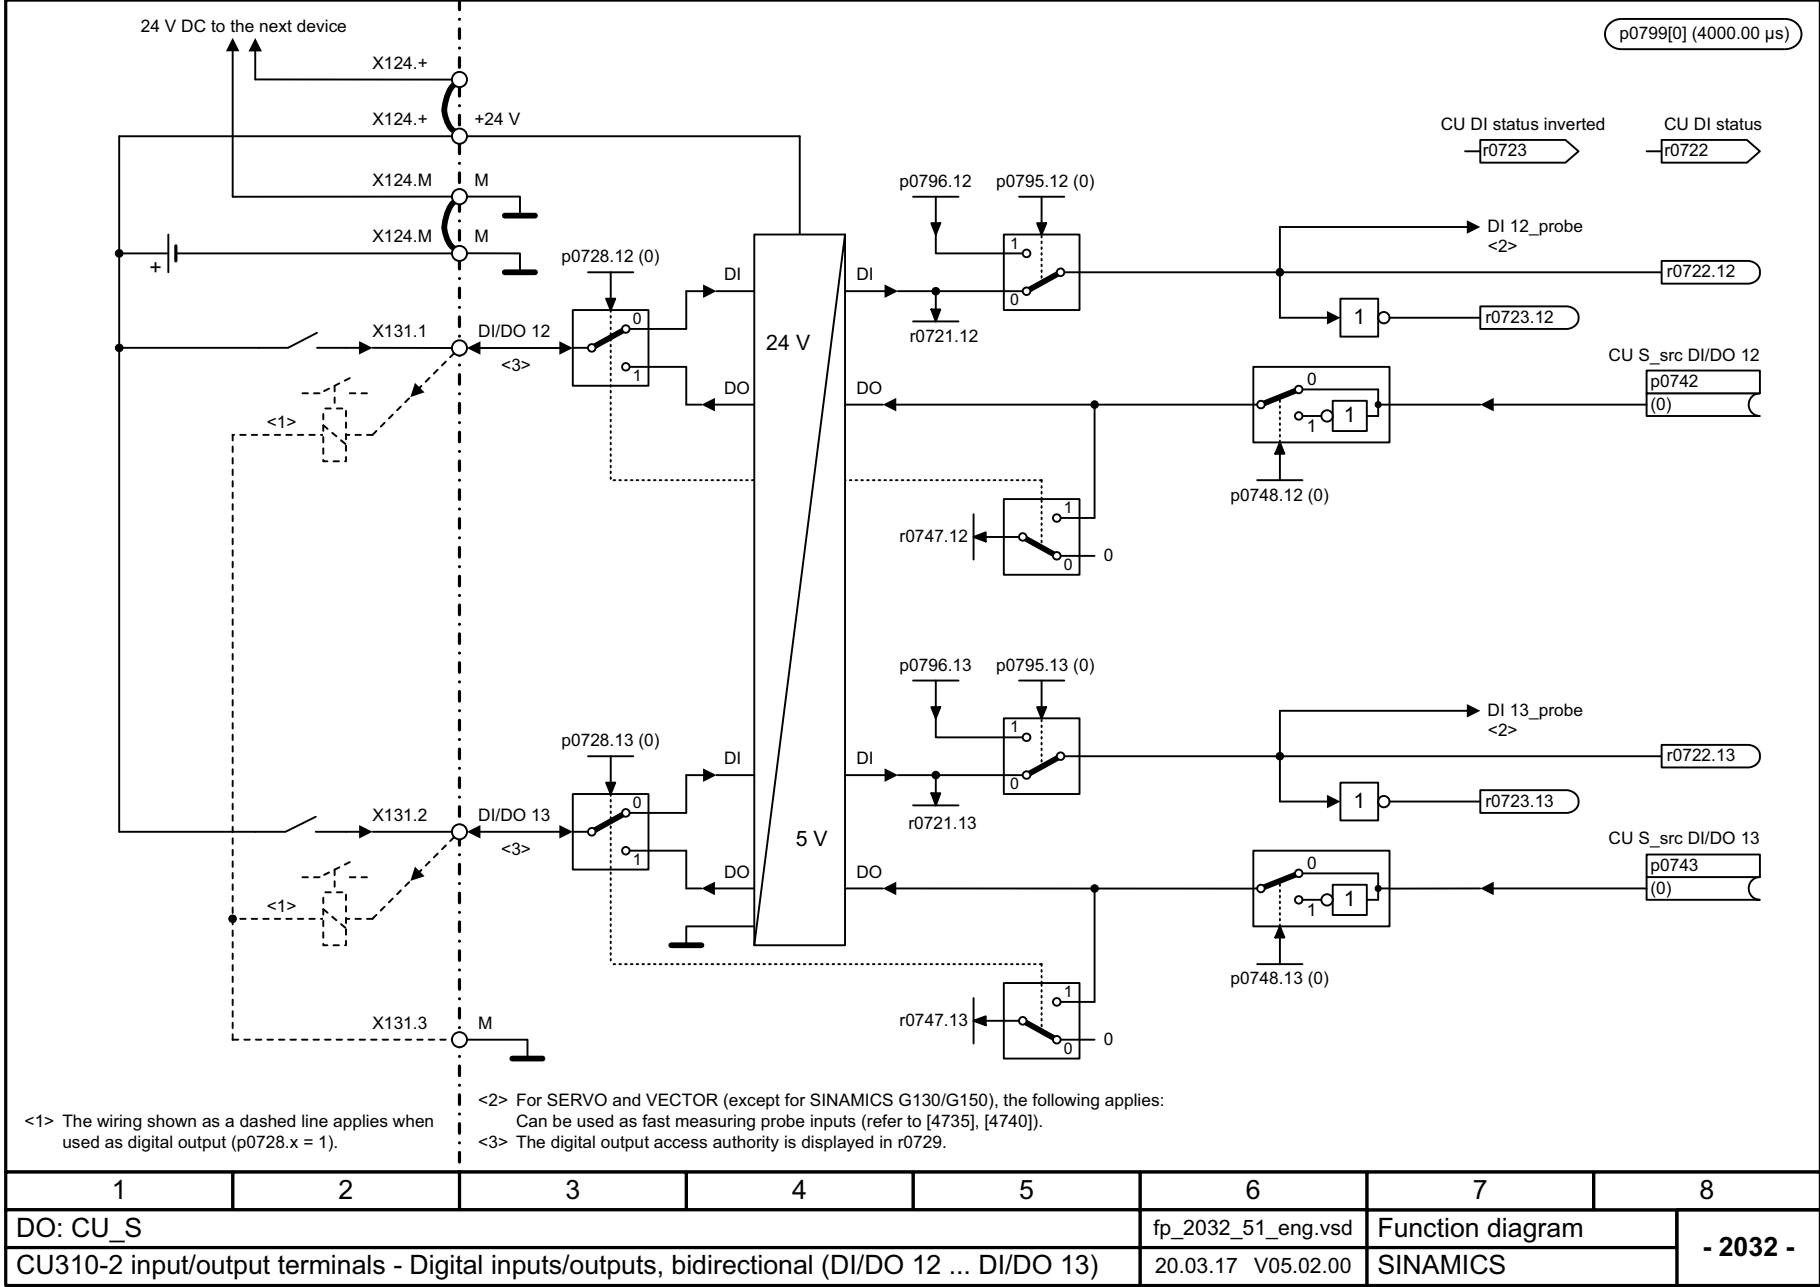 24 V DC to the next device
p0799[0] (4000.00 µs)
X124.+
X124.+
+24 V
CU DI status inverted
r0723
CU DI status
r0722
X124.M
M
X124.M
M
+
p0796.12
p0795.12 (0)
1
0
DI 12_probe
<2>
r0722.12
p0728.12 (0)
DI
DI
r0721.12
1
r0723.12
X131.1
DI/DO 12
<3>
0
1
24 V
CU S_src DI/DO 12
p0742
(0)
DO
DO
0
1
1
p0748.12 (0)
<1>
r0747.12
1
0
0
p0796.13
p0795.13 (0)
1
0
DI 13_probe
<2>
r0722.13
p0728.13 (0)
DI
DI
r0721.13
1
r0723.13
X131.2
DI/DO 13
<3>
0
1
5 V
CU S_src DI/DO 13
p0743
(0)
DO
DO
0
1
1
p0748.13 (0)
<1>
r0747.13
1
0
0
X131.3
M
<1> The wiring shown as a dashed line applies when
used as digital output (p0728.x = 1).
<2> For SERVO and VECTOR (except for SINAMICS G130/G150), the following applies:
Can be used as fast measuring probe inputs (refer to [4735], [4740]).
<3> The digital output access authority is displayed in r0729.
1 2 3 4 5 6 7 8
DO: CU_S
fp_2032_51_eng.vsd
Function diagram
- 2032 -
CU310-2 input/output terminals - Digital inputs/outputs, bidirectional (DI/DO 12 ... DI/DO 13)
20.03.17 V05.02.00
SINAMICS